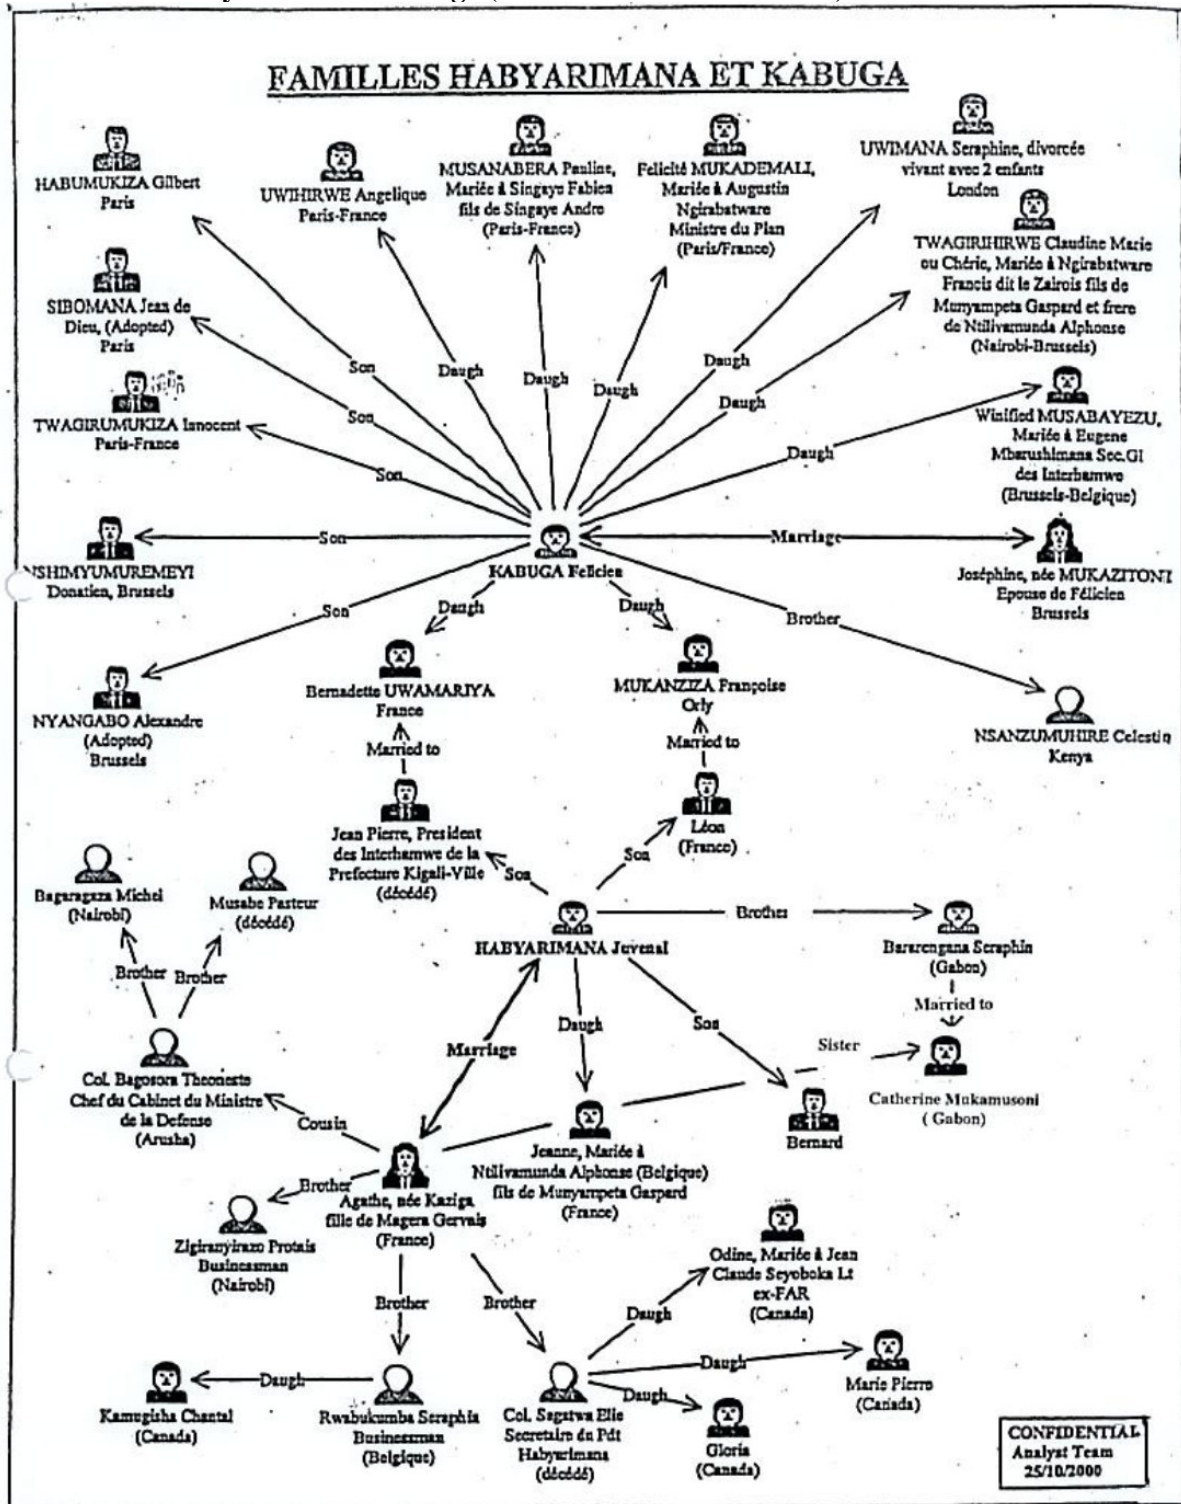 FAMILLES HABYARIMANA ET KABUGA
HABUMUKIZA Gilbert
Paris
UWIHIRWE Angelique
Paris-France
MUSANABERA Pauline,
Mariée à Singaye Fabien
fils de Singaye Andre
(Paris-France)
Felicité MUKADEMALI,
Mariée à Augustin
Ngirabatware
Ministre du Plan
(Paris/France)
UWIMANA Seraphine, divorcée
vivant avec 2 enfants
London
TWAGIRIHIRWE Claudine Marie
ou Chérie, Mariée à Ngirabatware
Francis dit le Zairois fils de
Munyampeta Gaspard et frere
de Ntilivamunda Alphonse
(Nairobi-Brussels)
SIBOMANA Jean de
Dieu, (Adopted)
Paris
TWAGIRUMUKIZA Innocent
Paris-France
Winified MUSABAYEZU,
Mariée à Eugene
Mbarushimana Sec.Gl
des Interhamwe
(Brussels-Belgique)
Son
Daugh
Daugh
Daugh
Daugh
Daugh
Son
Daugh
Son
Son
Marriage
NSHIMYUMUREMEYI
Donatien, Brussels
KABUGA Felicien
Joséphine, née MUKAZITONI
Epouse de Félicien
Brussels
Son
Daugh
Daugh
Brother
NYANGABO Alexandre
(Adopted)
Brussels
Bernadette UWAMARIYA
France
MUKANZIZA Françoise
Orly
NSANZUMUHIRE Celestin
Kenya
Married to
Married to
Jean Pierre, President
des Interhamwe de la
Prefecture Kigali-Ville
(décédé)
Léon
(France)
Son
Son
Bagaragaza Michel
(Nairobi)
Musabe Pasteur
(décédé)
HABYARIMANA Juvenal
Brother
Bararengana Seraphin
(Gabon)
Brother
Brother
Married to
Marriage
Daugh
Son
Sister
Catherine Mukamusoni
( Gabon)
Col. Bagosora Theoneste
Chef du Cabinet du Ministre
de la Defense
(Arusha)
Cousin
Bernard
Jeanne, Mariée à
Ntilivamunda Alphonse (Belgique)
fils de Munyampeta Gaspard
(France)
Brother
Agathe, née Kaziga
fille de Magera Gervais
(France)
Zigiranyirazo Protais
Businessman
(Nairobi)
Odine, Mariée à Jean
Claude Seyoboka Lt
ex-FAR
(Canada)
Brother
Brother
Daugh
Daugh
Daugh
Daugh
Kamugisha Chantal
(Canada)
Rwabukumba Seraphin
Businessman
(Belgique)
Col. Sagatwa Elie
Secretaire du Pdt
Habyarimana
(décédé)
Marie Pierre
(Canada)
Gloria
(Canada)
CONFIDENTIAL
Analyst Team
25/10/2000